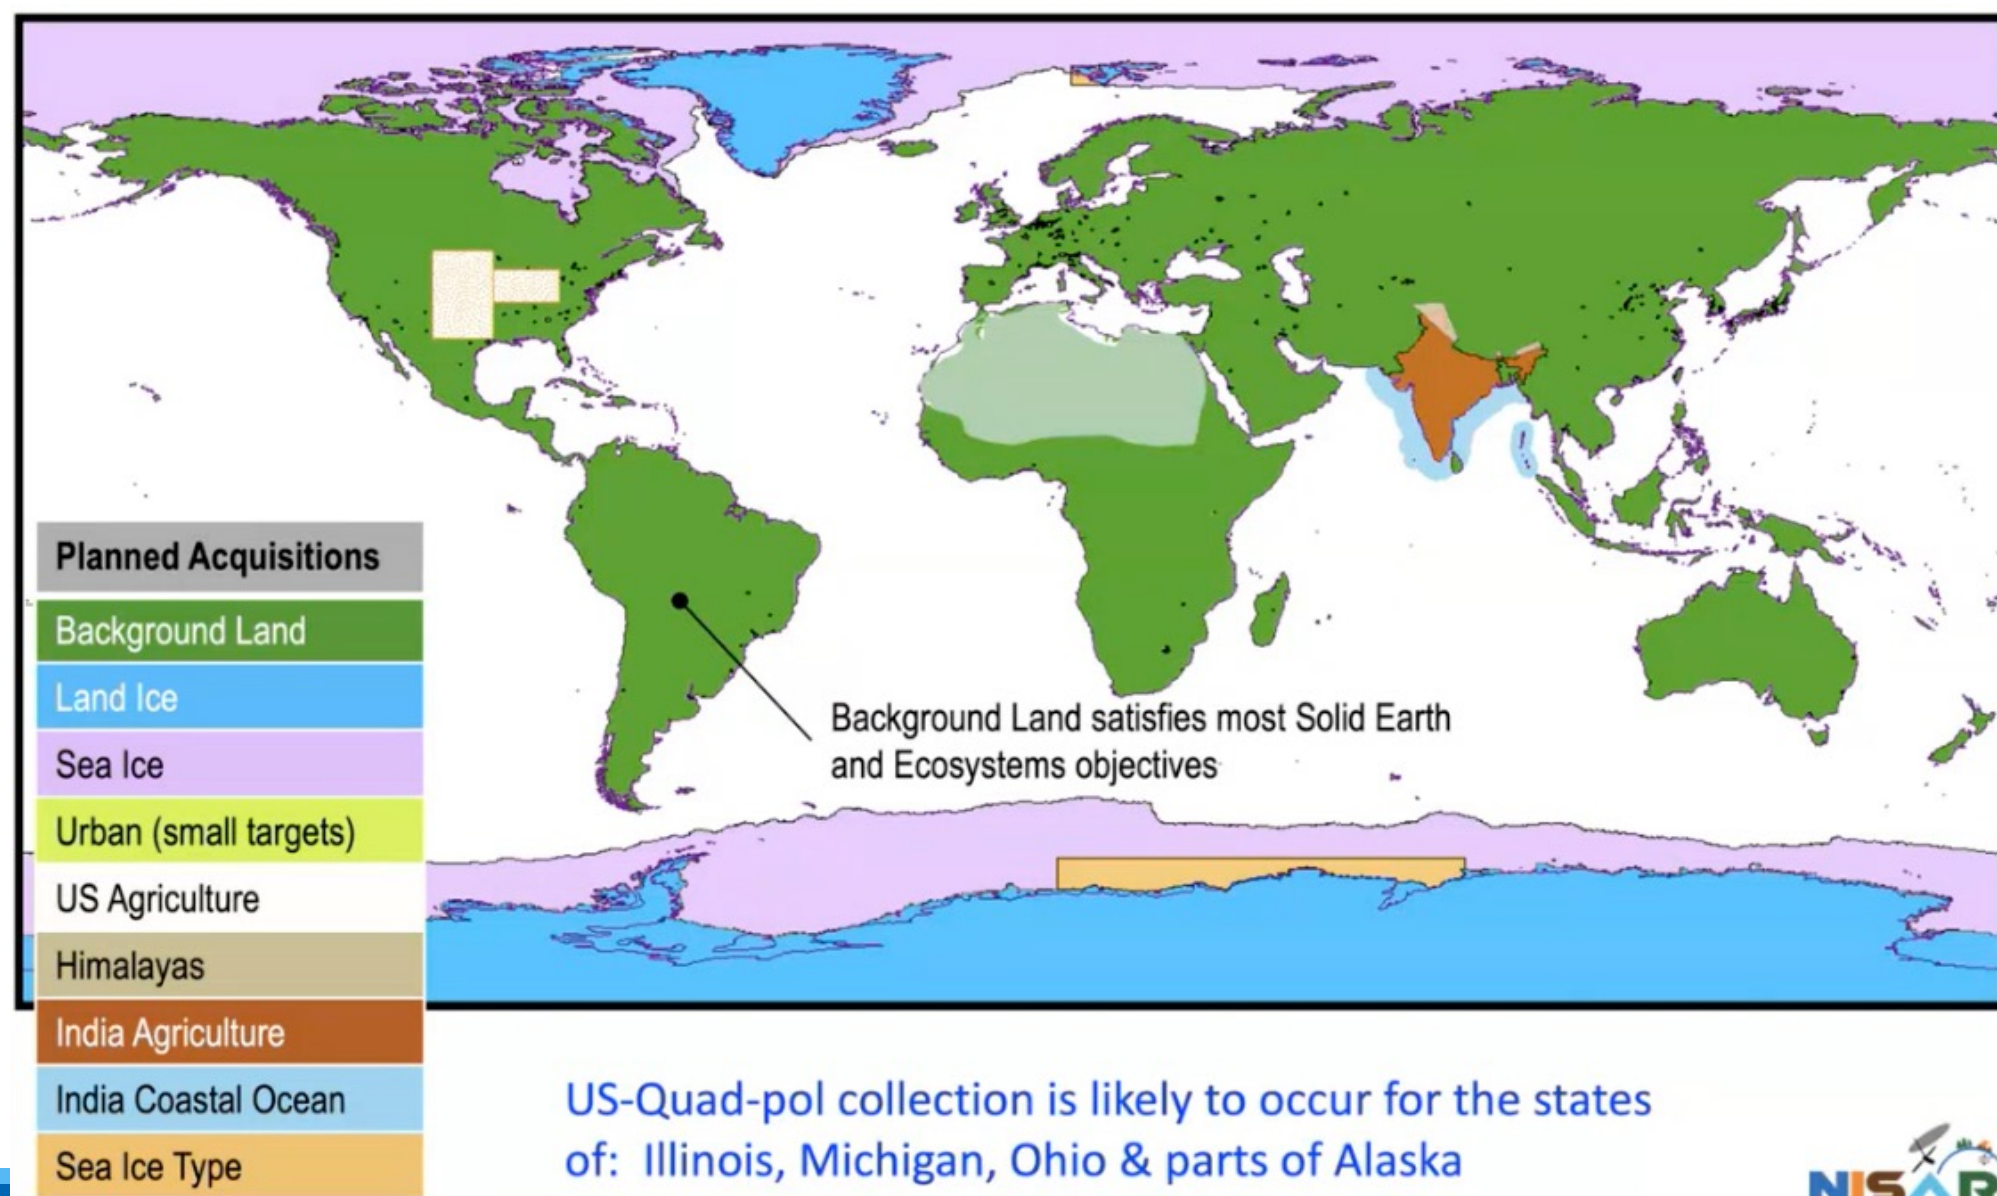 Planned Acquisitions
Background Land
Land Ice
Sea Ice
Urban (small targets)
US Agriculture
Himalayas
India Agriculture
India Coastal Ocean
Sea Ice Type
Background Land satisfies most Solid Earth
and Ecosystems objectives
US-Quad-pol collection is likely to occur for the states
of: Illinois, Michigan, Ohio & parts of Alaska
NISAR